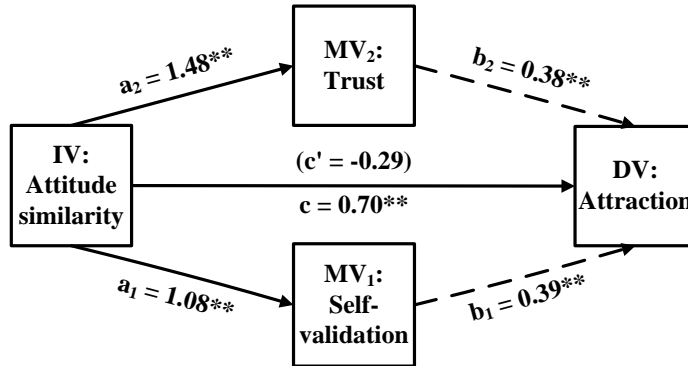 MV₂:
Trust
a₂ = 1.48**
b₂ = 0.38**
IV:
Attitude
similarity
(c' = -0.29)
c = 0.70**
DV:
Attraction
a₁ = 1.08**
MV₁:
Self-
validation
b₁ = 0.39**